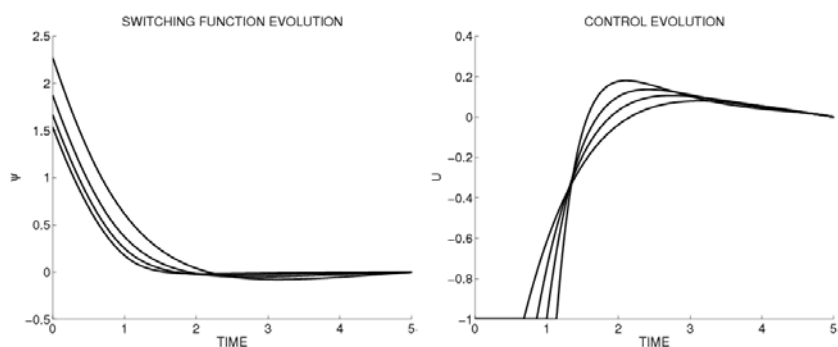 SWITCHING FUNCTION EVOLUTION
2.5
2
1.5
1
0.5
0
−0.5
ψ
0 1 2 3 4 5
TIME
CONTROL EVOLUTION
0.4
0.2
0
−0.2
−0.4
−0.6
−0.8
−1
U
0 1 2 3 4 5
TIME